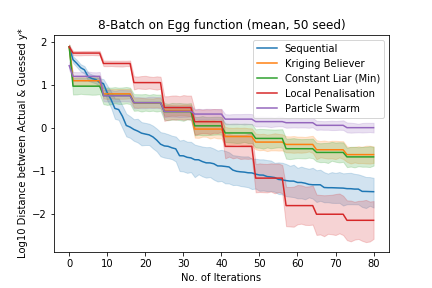 8-Batch on Egg function (mean, 50 seed)
Log10 Distance between Actual & Guessed y*
2
1
0
−1
−2
Sequential
Kriging Believer
Constant Liar (Min)
Local Penalisation
Particle Swarm
0 10 20 30 40 50 60 70 80
No. of Iterations